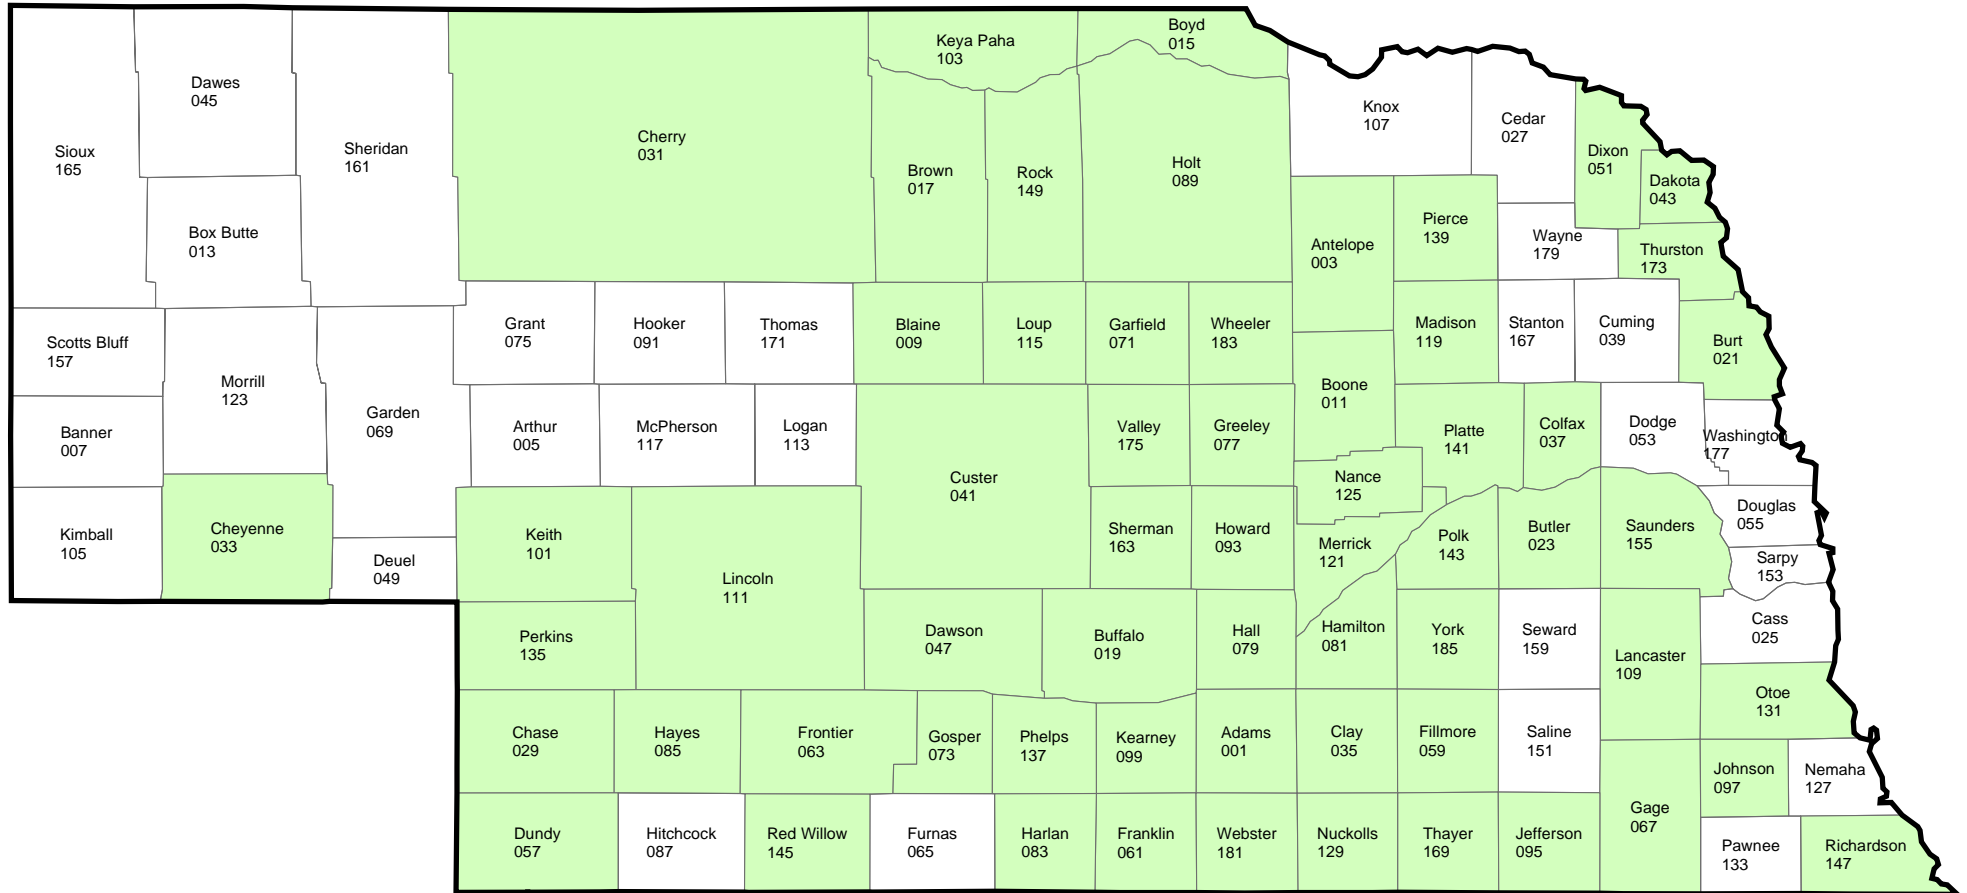 Boyd
015
Keya Paha
103
Dawes
045
Knox
107
Cedar
027
Cherry
031
Sheridan
161
Sioux
165
Dixon
051
Holt
089
Brown
017
Rock
149
Dakota
043
Pierce
139
Box Butte
013
Wayne
179
Antelope
003
Thurston
173
Grant
075
Hooker
091
Thomas
171
Blaine
009
Loup
115
Garfield
071
Wheeler
183
Madison
119
Stanton
167
Cuming
039
Scotts Bluff
157
Burt
021
Morrill
123
Boone
011
Garden
069
Banner
007
Arthur
005
McPherson
117
Logan
113
Valley
175
Greeley
077
Platte
141
Colfax
037
Dodge
053
Washington
177
Custer
041
Nance
125
Douglas
055
Kimball
105
Cheyenne
033
Keith
101
Sherman
163
Howard
093
Merrick
121
Polk
143
Butler
023
Saunders
155
Deuel
049
Sarpy
153
Lincoln
111
Cass
025
Perkins
135
Dawson
047
Buffalo
019
Hall
079
Hamilton
081
York
185
Seward
159
Lancaster
109
Otoe
131
Chase
029
Hayes
085
Frontier
063
Gosper
073
Phelps
137
Kearney
099
Adams
001
Clay
035
Fillmore
059
Saline
151
Johnson
097
Nemaha
127
Gage
067
Dundy
057
Hitchcock
087
Red Willow
145
Furnas
065
Harlan
083
Franklin
061
Webster
181
Nuckolls
129
Thayer
169
Jefferson
095
Pawnee
133
Richardson
147